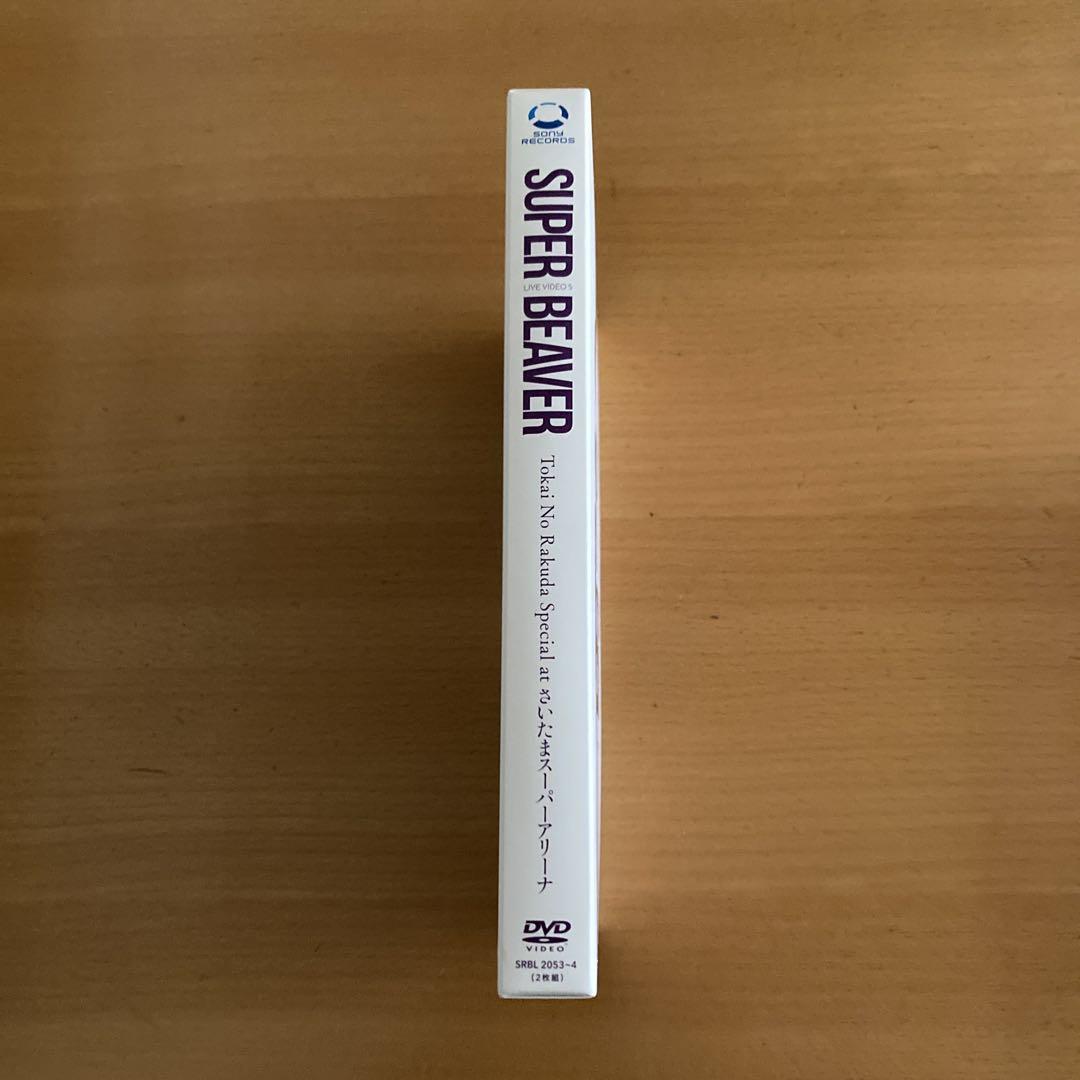 SONY
RECORDS
SUPER BEAVER
LIVE VIDEO 5
Tokai No Rakuda Special at さいたまスーパーアリーナ
DVD
VIDEO
SRBL 2053~4
(2枚組)